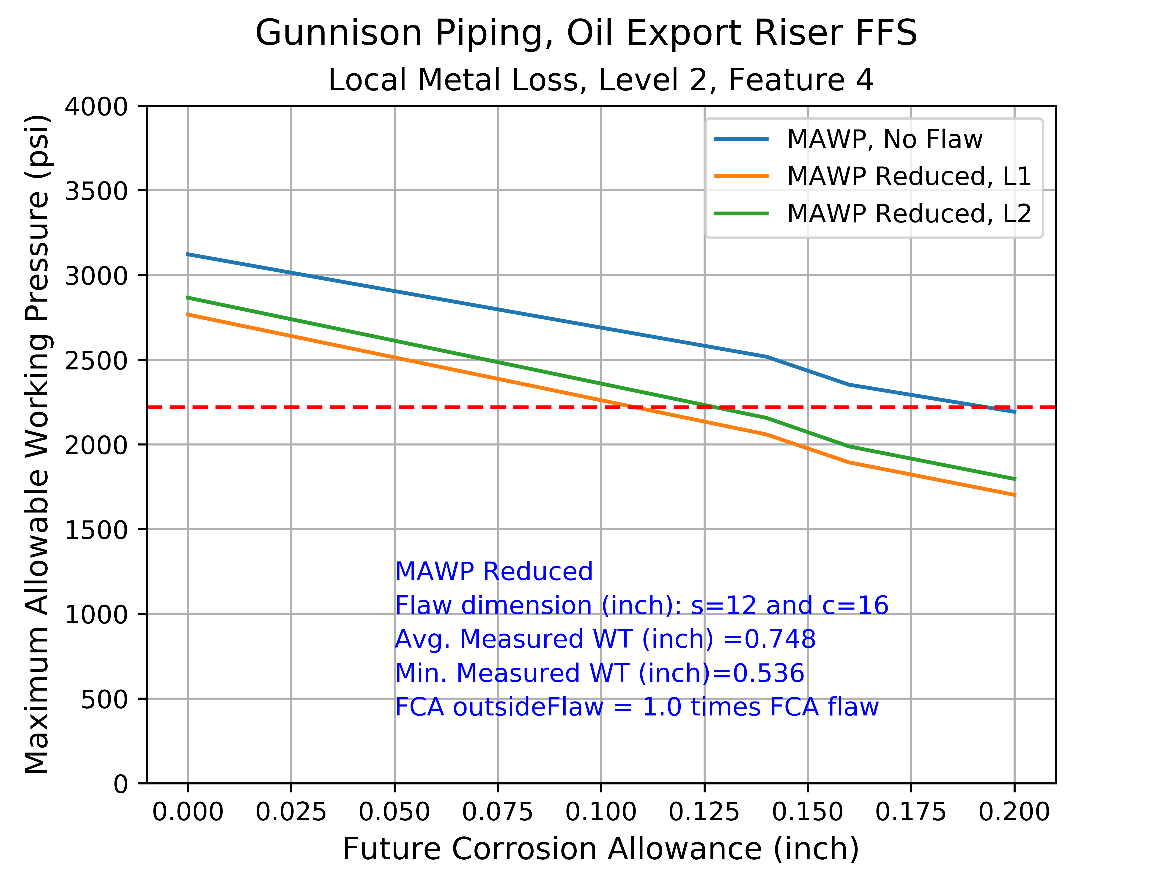 Gunnison Piping, Oil Export Riser FFS
Local Metal Loss, Level 2, Feature 4
Maximum Allowable Working Pressure (psi)
4000
3500
3000
2500
2000
1500
1000
500
0
MAWP, No Flaw
MAWP Reduced, L1
MAWP Reduced, L2
MAWP Reduced
Flaw dimension (inch): s=12 and c=16
Avg. Measured WT (inch) =0.748
Min. Measured WT (inch)=0.536
FCA outsideFlaw = 1.0 times FCA flaw
0.000 0.025 0.050 0.075 0.100 0.125 0.150 0.175 0.200
Future Corrosion Allowance (inch)